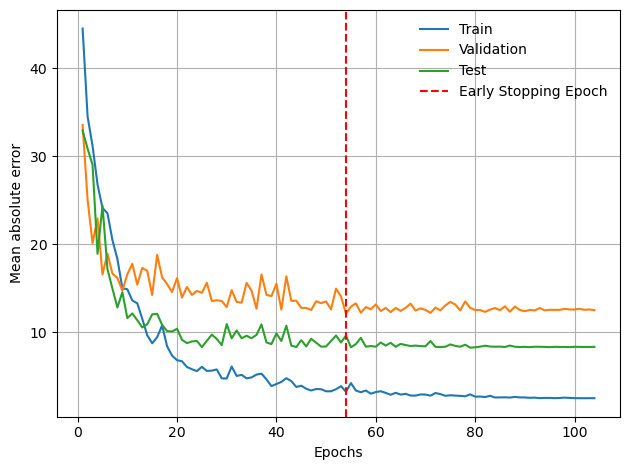 Train
Validation
Test
Early Stopping Epoch
Mean absolute error
40
30
20
10
0 20 40 60 80 100
Epochs